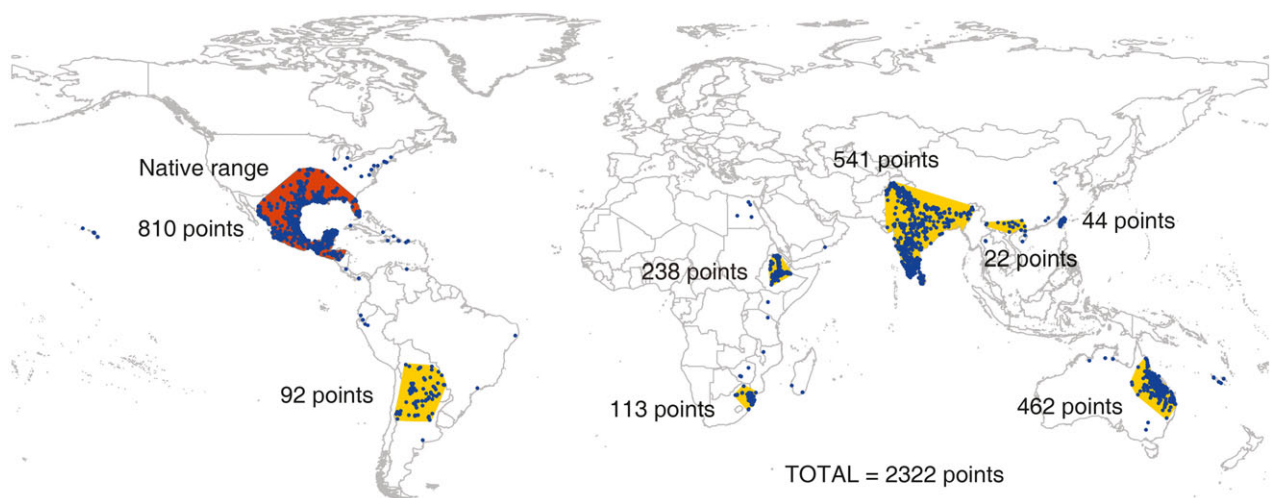 Native range
810 points
541 points
44 points
22 points
238 points
92 points
113 points
462 points
TOTAL = 2322 points